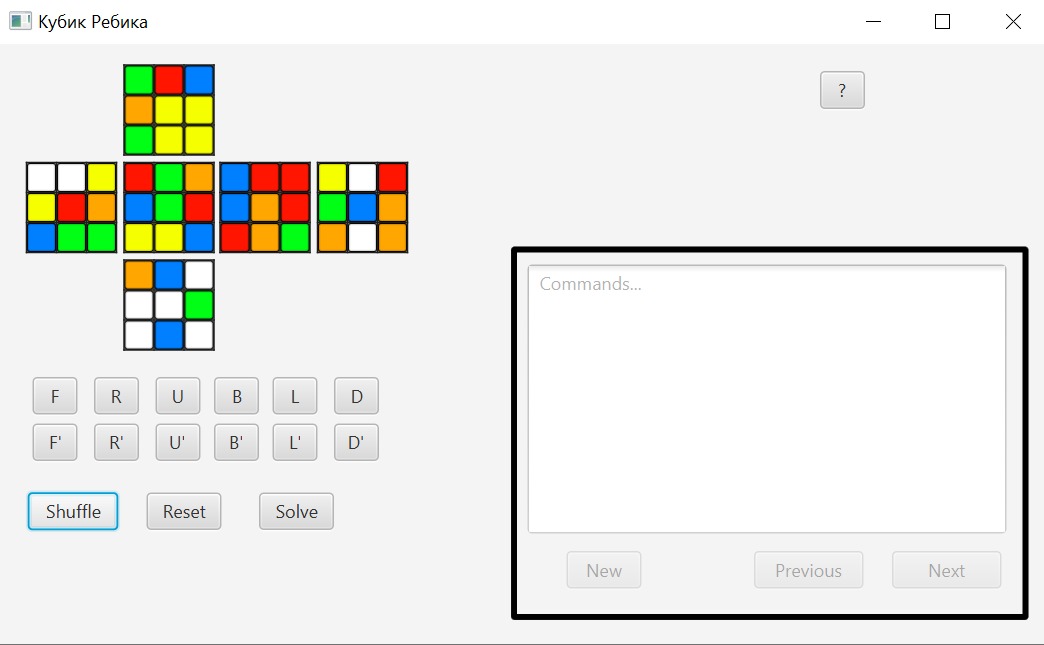 Кубик Ребика
?
Commands...
F R U B L D
F' R' U' B' L' D'
Shuffle Reset Solve
New Previous Next